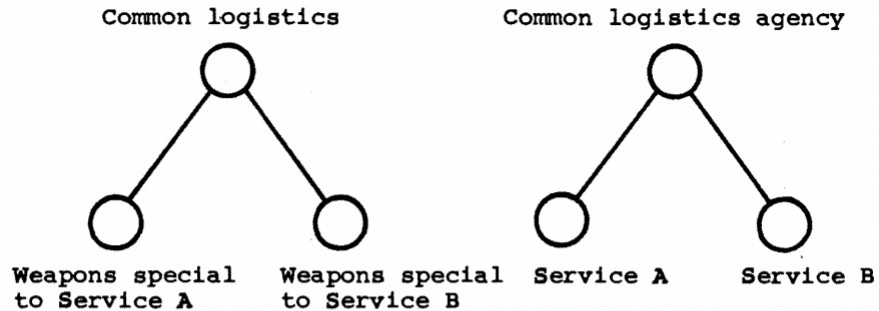 Common logistics
Common logistics agency
Weapons special
to Service A
Weapons special
to Service B
Service A
Service B